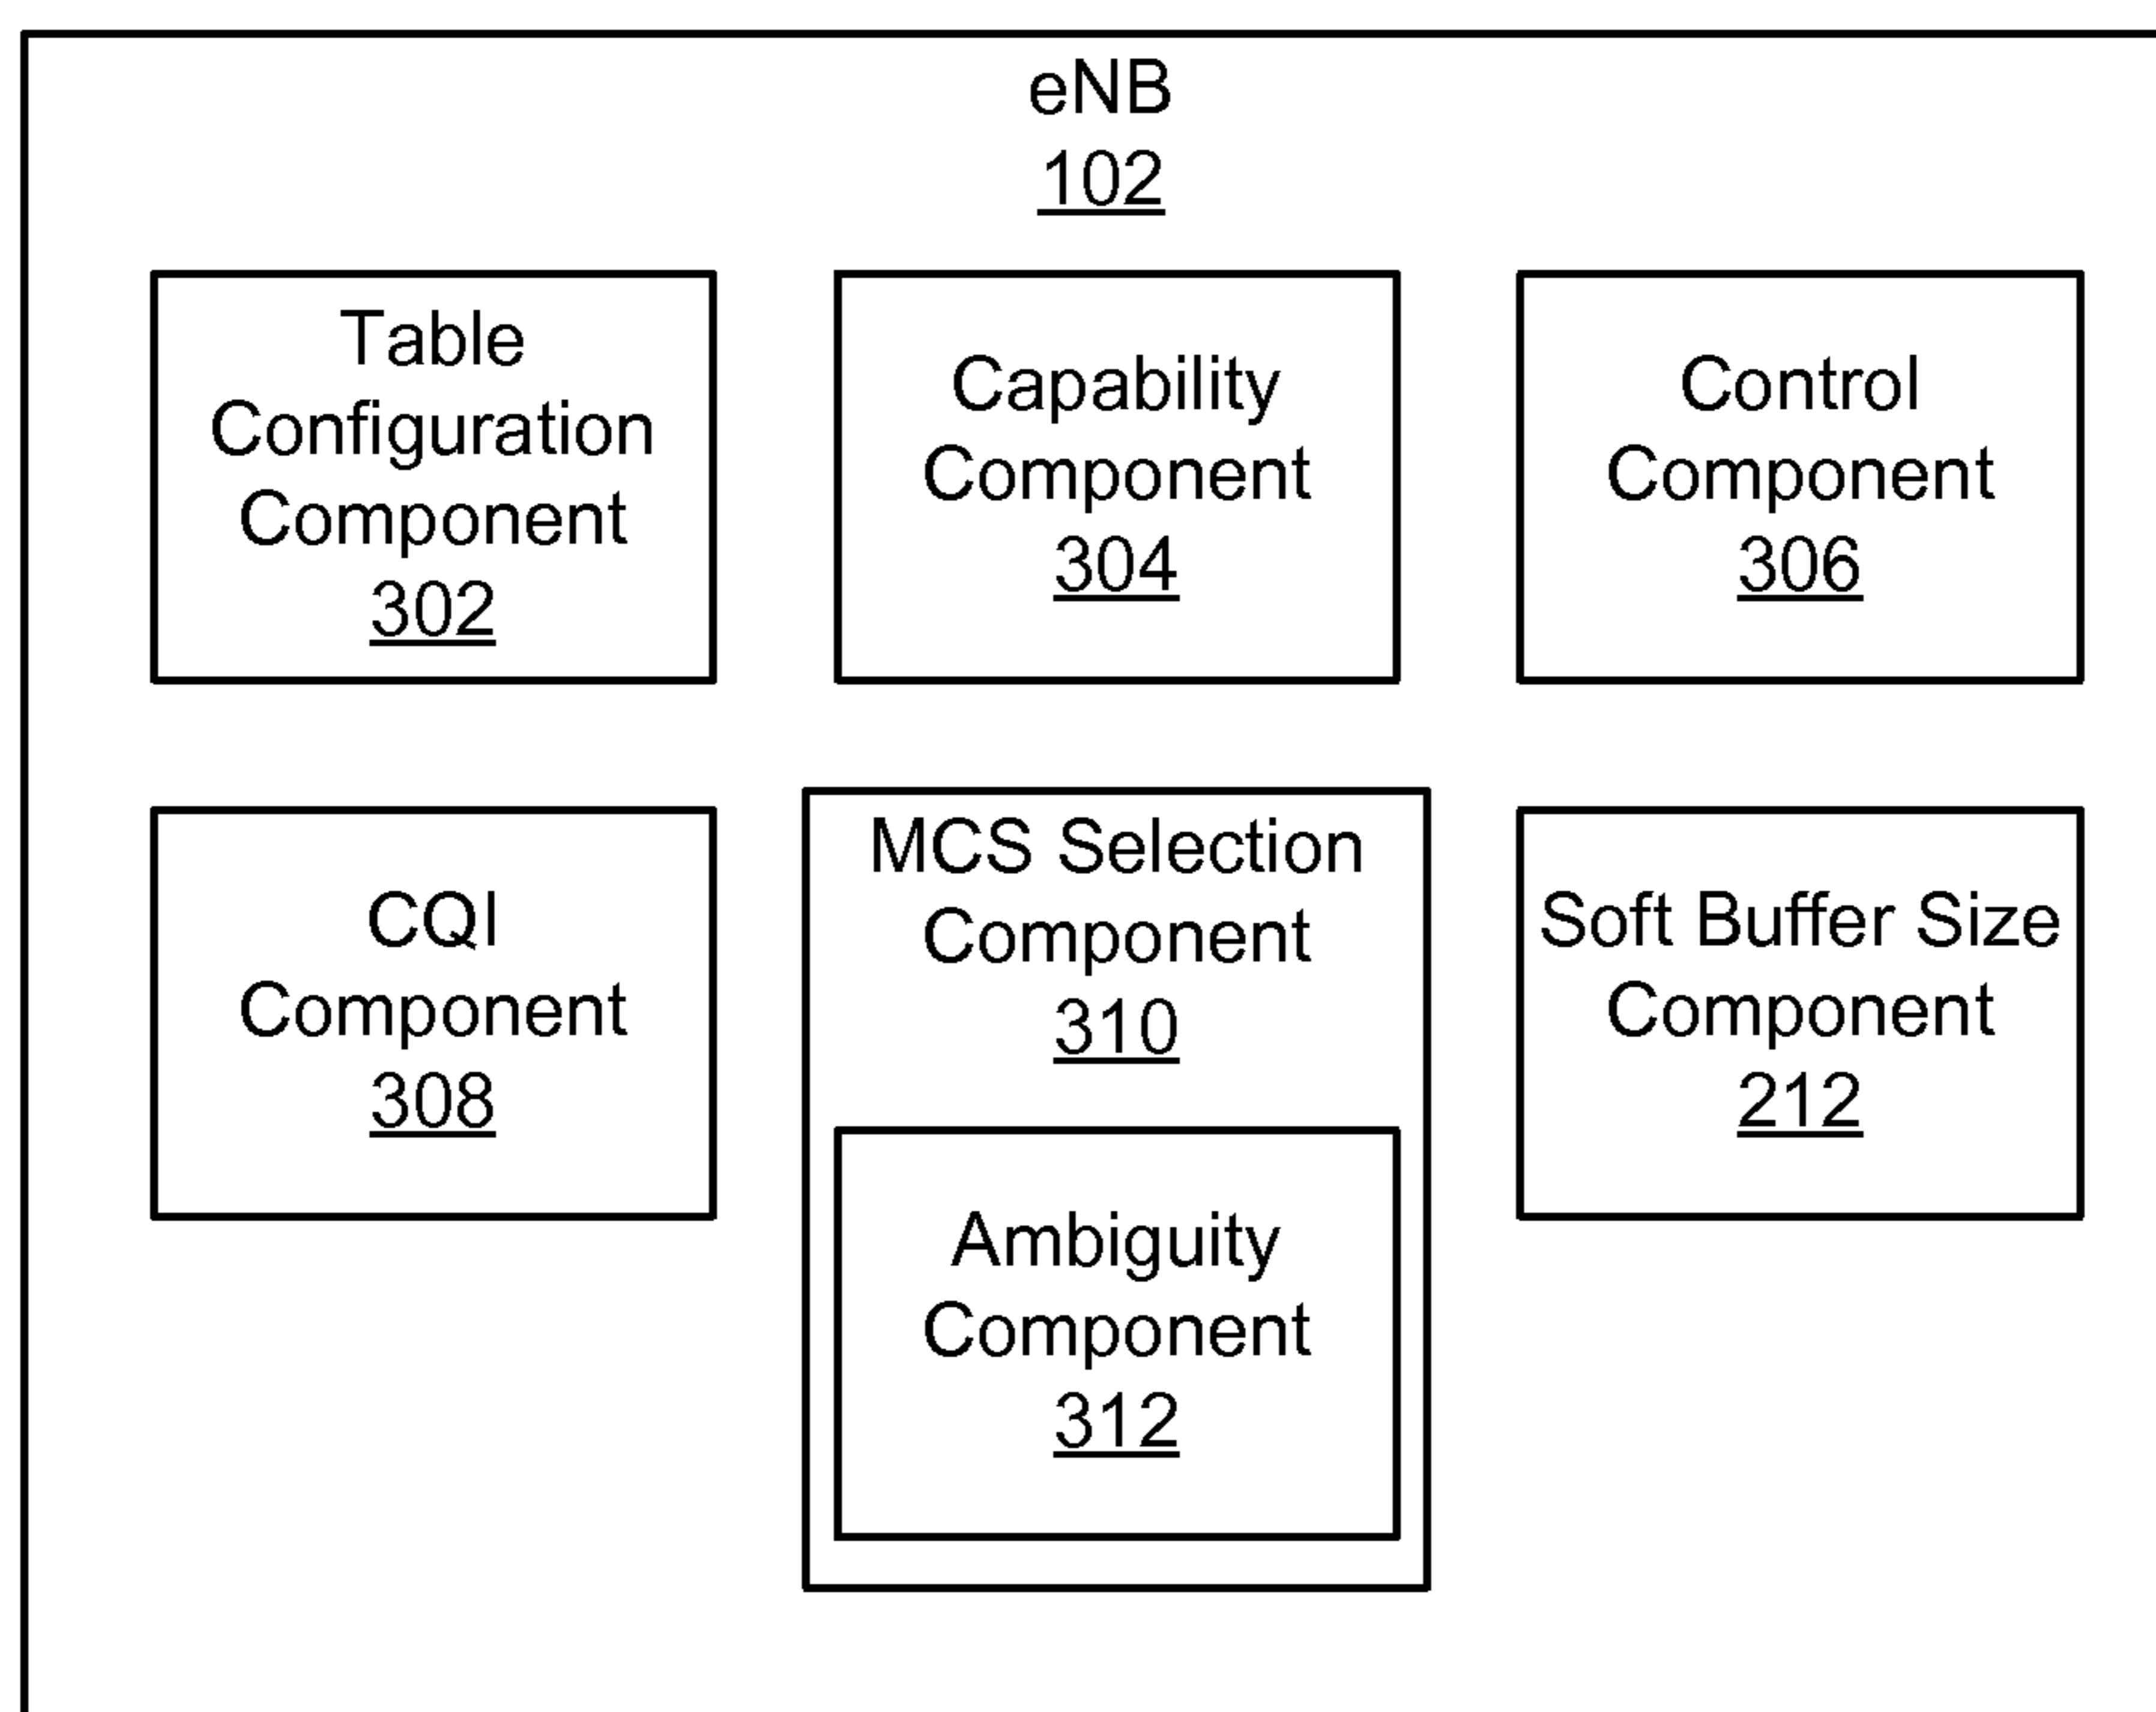 eNB
102
Table
Configuration
Component
302
Capability
Component
304
Control
Component
306
CQI
Component
308
MCS Selection
Component
310
Ambiguity
Component
312
Soft Buffer Size
Component
212